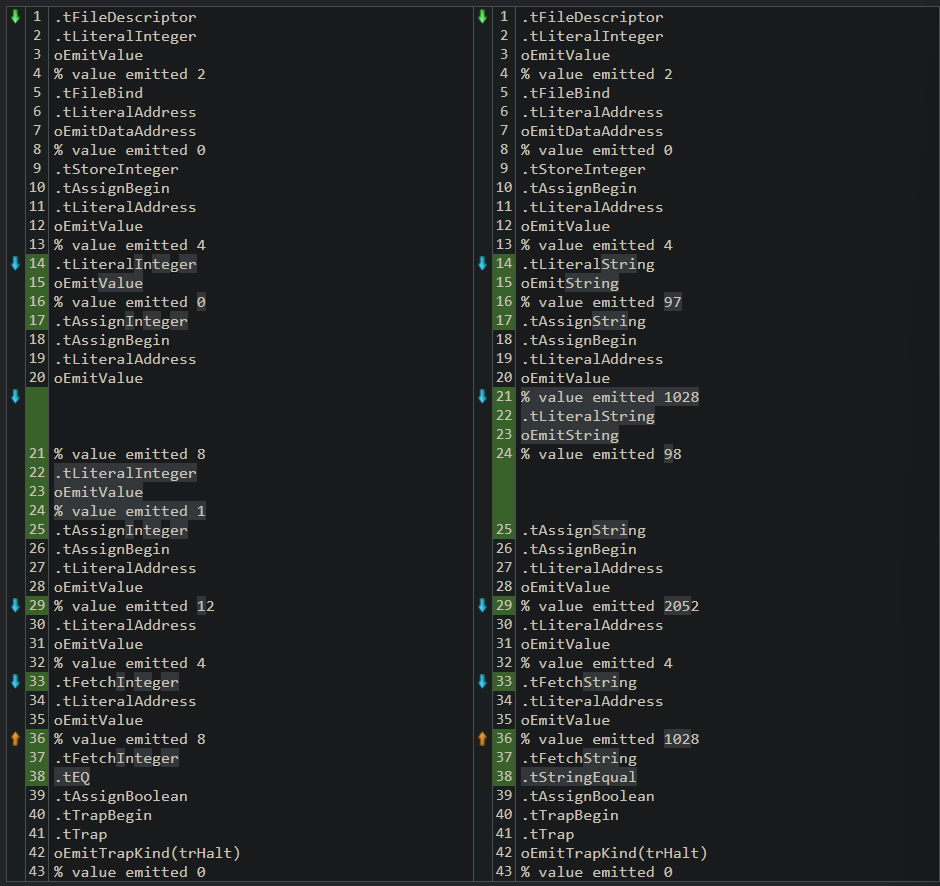 1 .tFileDescriptor
2 .tLiteralInteger
3 oEmitValue
4 % value emitted 2
5 .tFileBind
6 .tLiteralAddress
7 oEmitDataAddress
8 % value emitted 0
9 .tStoreInteger
10 .tAssignBegin
11 .tLiteralAddress
12 oEmitValue
13 % value emitted 4
14 .tLiteralInteger
15 oEmitValue
16 % value emitted 0
17 .tAssignInteger
18 .tAssignBegin
19 .tLiteralAddress
20 oEmitValue
21 % value emitted 8
22 .tLiteralInteger
23 oEmitValue
24 % value emitted 1
25 .tAssignInteger
26 .tAssignBegin
27 .tLiteralAddress
28 oEmitValue
29 % value emitted 12
30 .tLiteralAddress
31 oEmitValue
32 % value emitted 4
33 .tFetchInteger
34 .tLiteralAddress
35 oEmitValue
36 % value emitted 8
37 .tFetchInteger
38 .tEQ
39 .tAssignBoolean
40 .tTrapBegin
41 .tTrap
42 oEmitTrapKind(trHalt)
43 % value emitted 0
1 .tFileDescriptor
2 .tLiteralInteger
3 oEmitValue
4 % value emitted 2
5 .tFileBind
6 .tLiteralAddress
7 oEmitDataAddress
8 % value emitted 0
9 .tStoreInteger
10 .tAssignBegin
11 .tLiteralAddress
12 oEmitValue
13 % value emitted 4
14 .tLiteralString
15 oEmitString
16 % value emitted 97
17 .tAssignString
18 .tAssignBegin
19 .tLiteralAddress
20 oEmitValue
21 % value emitted 1028
22 .tLiteralString
23 oEmitString
24 % value emitted 98
25 .tAssignString
26 .tAssignBegin
27 .tLiteralAddress
28 oEmitValue
29 % value emitted 2052
30 .tLiteralAddress
31 oEmitValue
32 % value emitted 4
33 .tFetchString
34 .tLiteralAddress
35 oEmitValue
36 % value emitted 1028
37 .tFetchString
38 .tStringEqual
39 .tAssignBoolean
40 .tTrapBegin
41 .tTrap
42 oEmitTrapKind(trHalt)
43 % value emitted 0